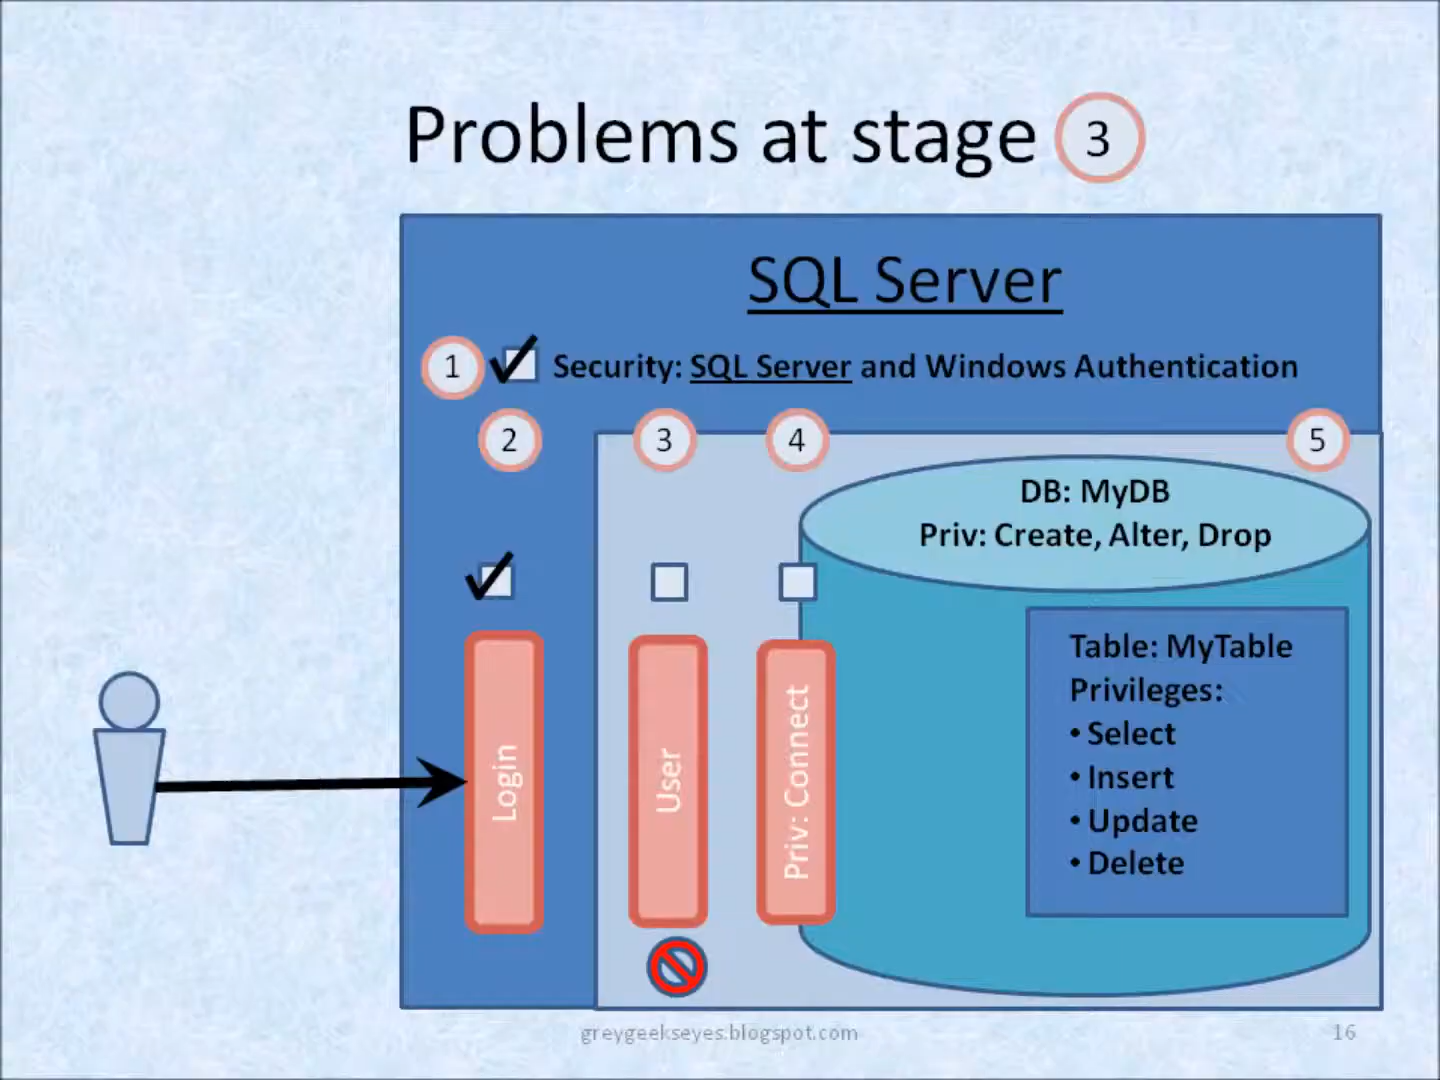 Problems at stage 3
SQL Server
1 Security: SQL Server and Windows Authentication
2 3 4 5
DB: MyDB
Priv: Create, Alter, Drop
Login
User
Priv: Connect
Table: MyTable
Privileges:
• Select
• Insert
• Update
• Delete
greygeekseyes.blogspot.com
16